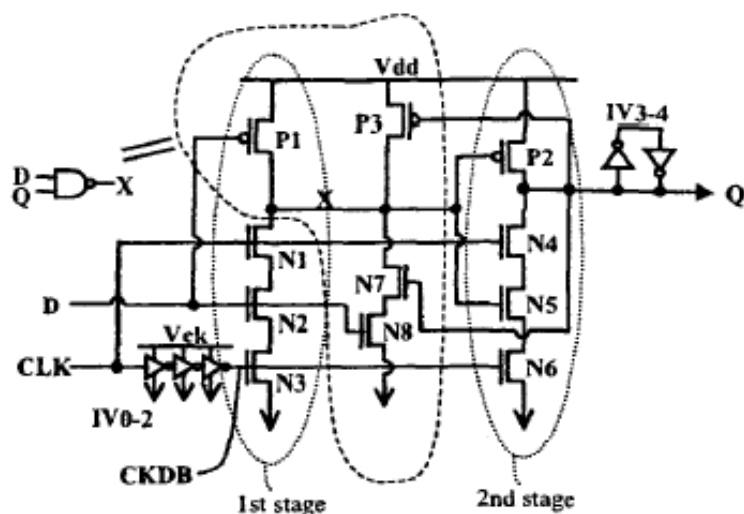 Vdd
IV3-4
P1
P3
P2
D
Q
X
X
Q
N1
N4
N7
D
N2
N8
N5
Vck
CLK
N3
N6
IV0-2
CKDB
1st stage
2nd stage